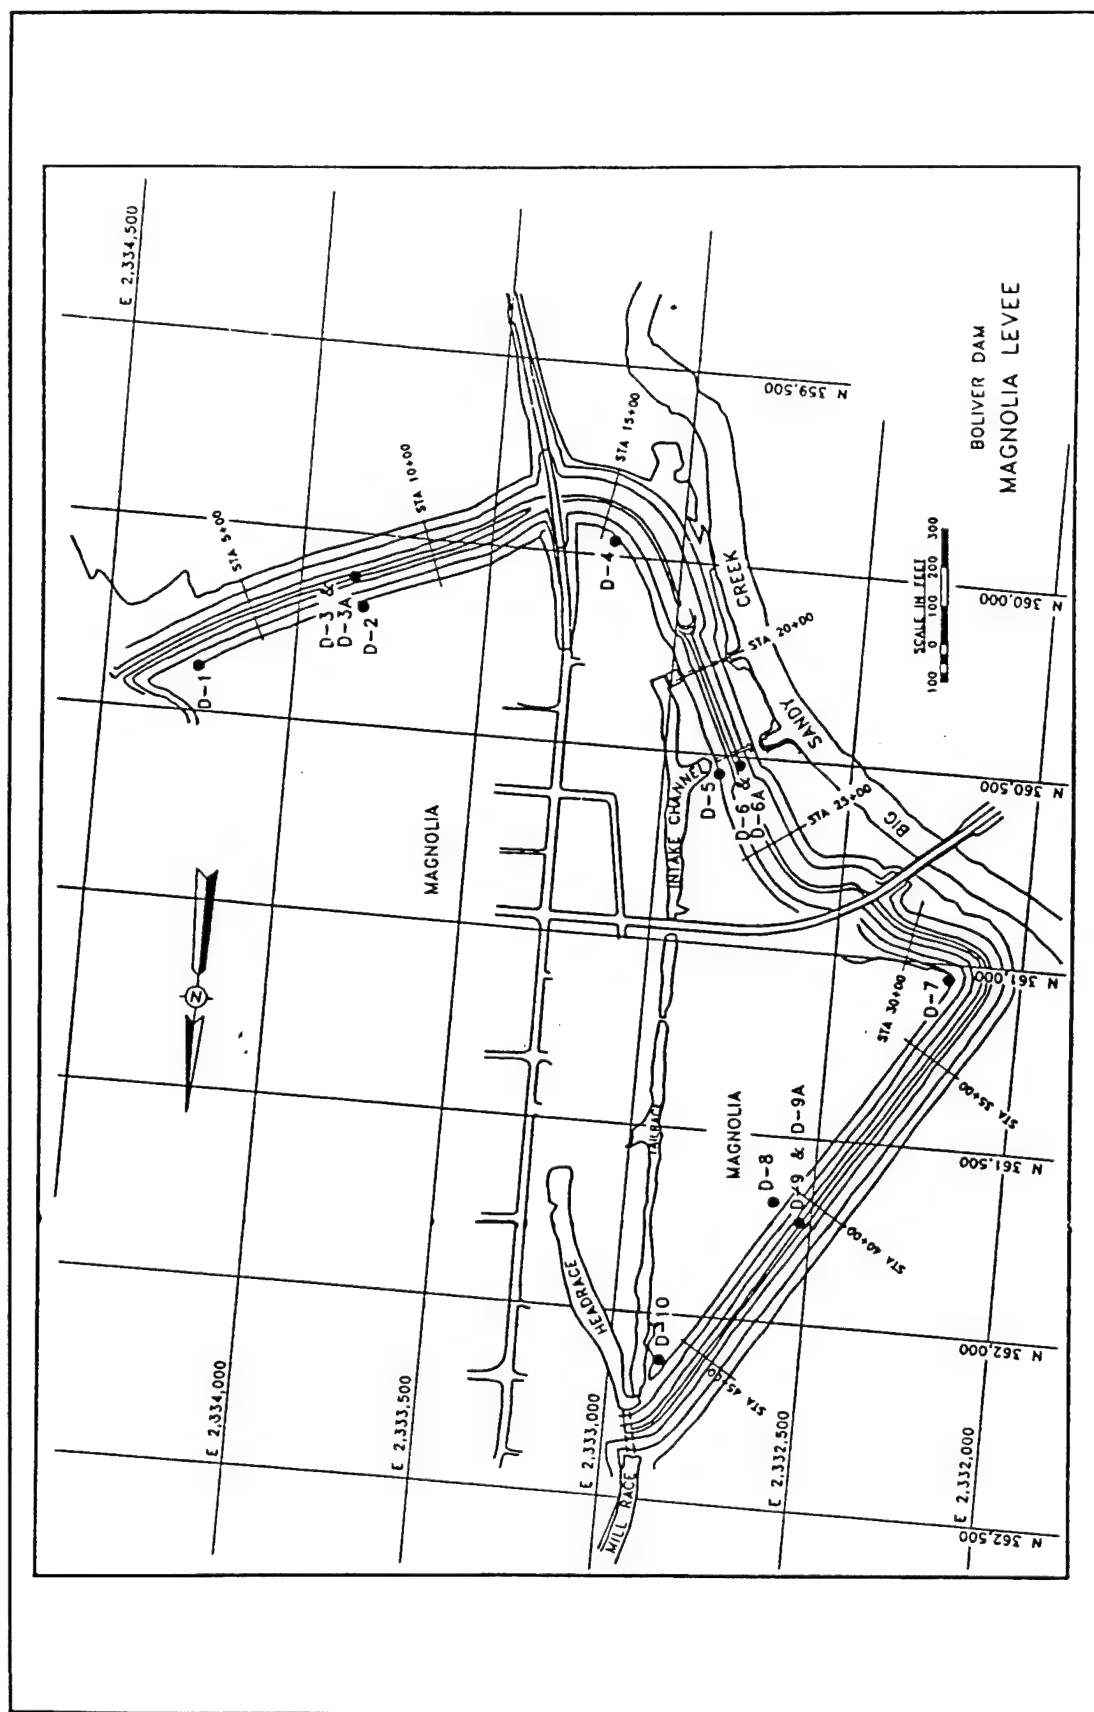 E 2,334,500
E 2,334,000
E 2,333,500
E 2,333,000
E 2,332,500
E 2,332,000
N 359,500
N 360,000
N 360,500
N 361,000
N 361,500
N 362,000
N 362,500
STA 5+00
STA 10+00
STA 15+00
STA 20+00
STA 25+00
STA 30+00
STA 35+00
STA 40+00
STA 45+00
D-1
D-2
D-3 &
D-3A
D-4
D-5
D-6 &
D-6A
D-7
D-8
D-9 & D-9A
D-10
MAGNOLIA
MAGNOLIA
N
INTAKE CHANNEL
TAILRACE
HEADRACE
MILL RACE
BIG
SANDY
CREEK
SCALE IN FEET
100 0 100 200 300
BOLIVER DAM
MAGNOLIA LEVEE